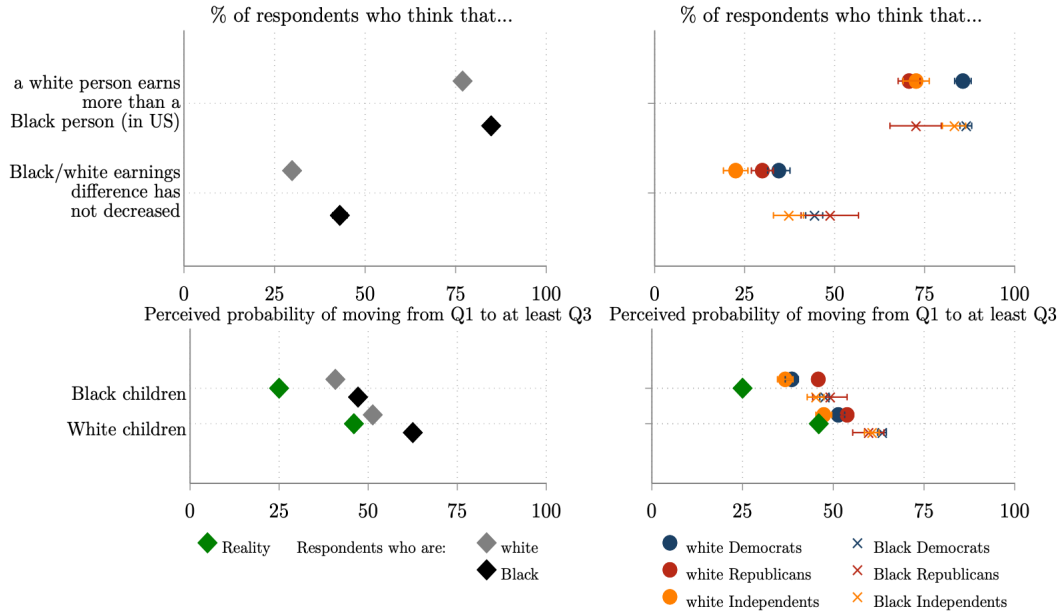 % of respondents who think that...
% of respondents who think that...
a white person earns
more than a
Black person (in US)
Black/white earnings
difference has
not decreased
0 25 50 75 100
0 25 50 75 100
Perceived probability of moving from Q1 to at least Q3
Perceived probability of moving from Q1 to at least Q3
Black children
White children
0 25 50 75 100
0 25 50 75 100
Reality
Respondents who are:
white
Black
white Democrats
Black Democrats
white Republicans
Black Republicans
white Independents
Black Independents